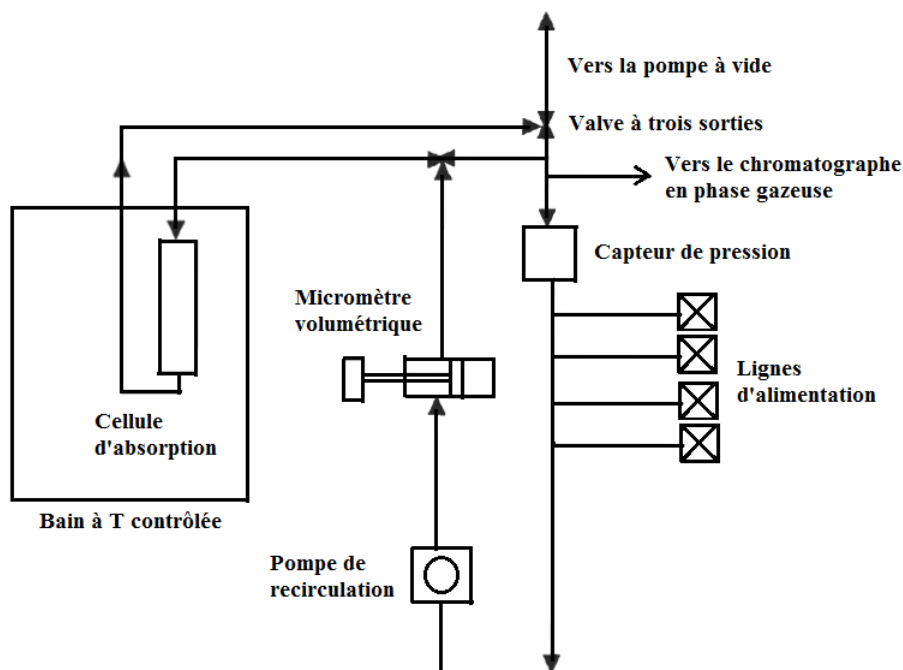 Vers la pompe à vide
Valve à trois sorties
Vers le chromatographe
en phase gazeuse
Capteur de pression
Micromètre
volumétrique
Lignes
d'alimentation
Cellule
d'absorption
Bain à T contrôlée
Pompe de
recirculation